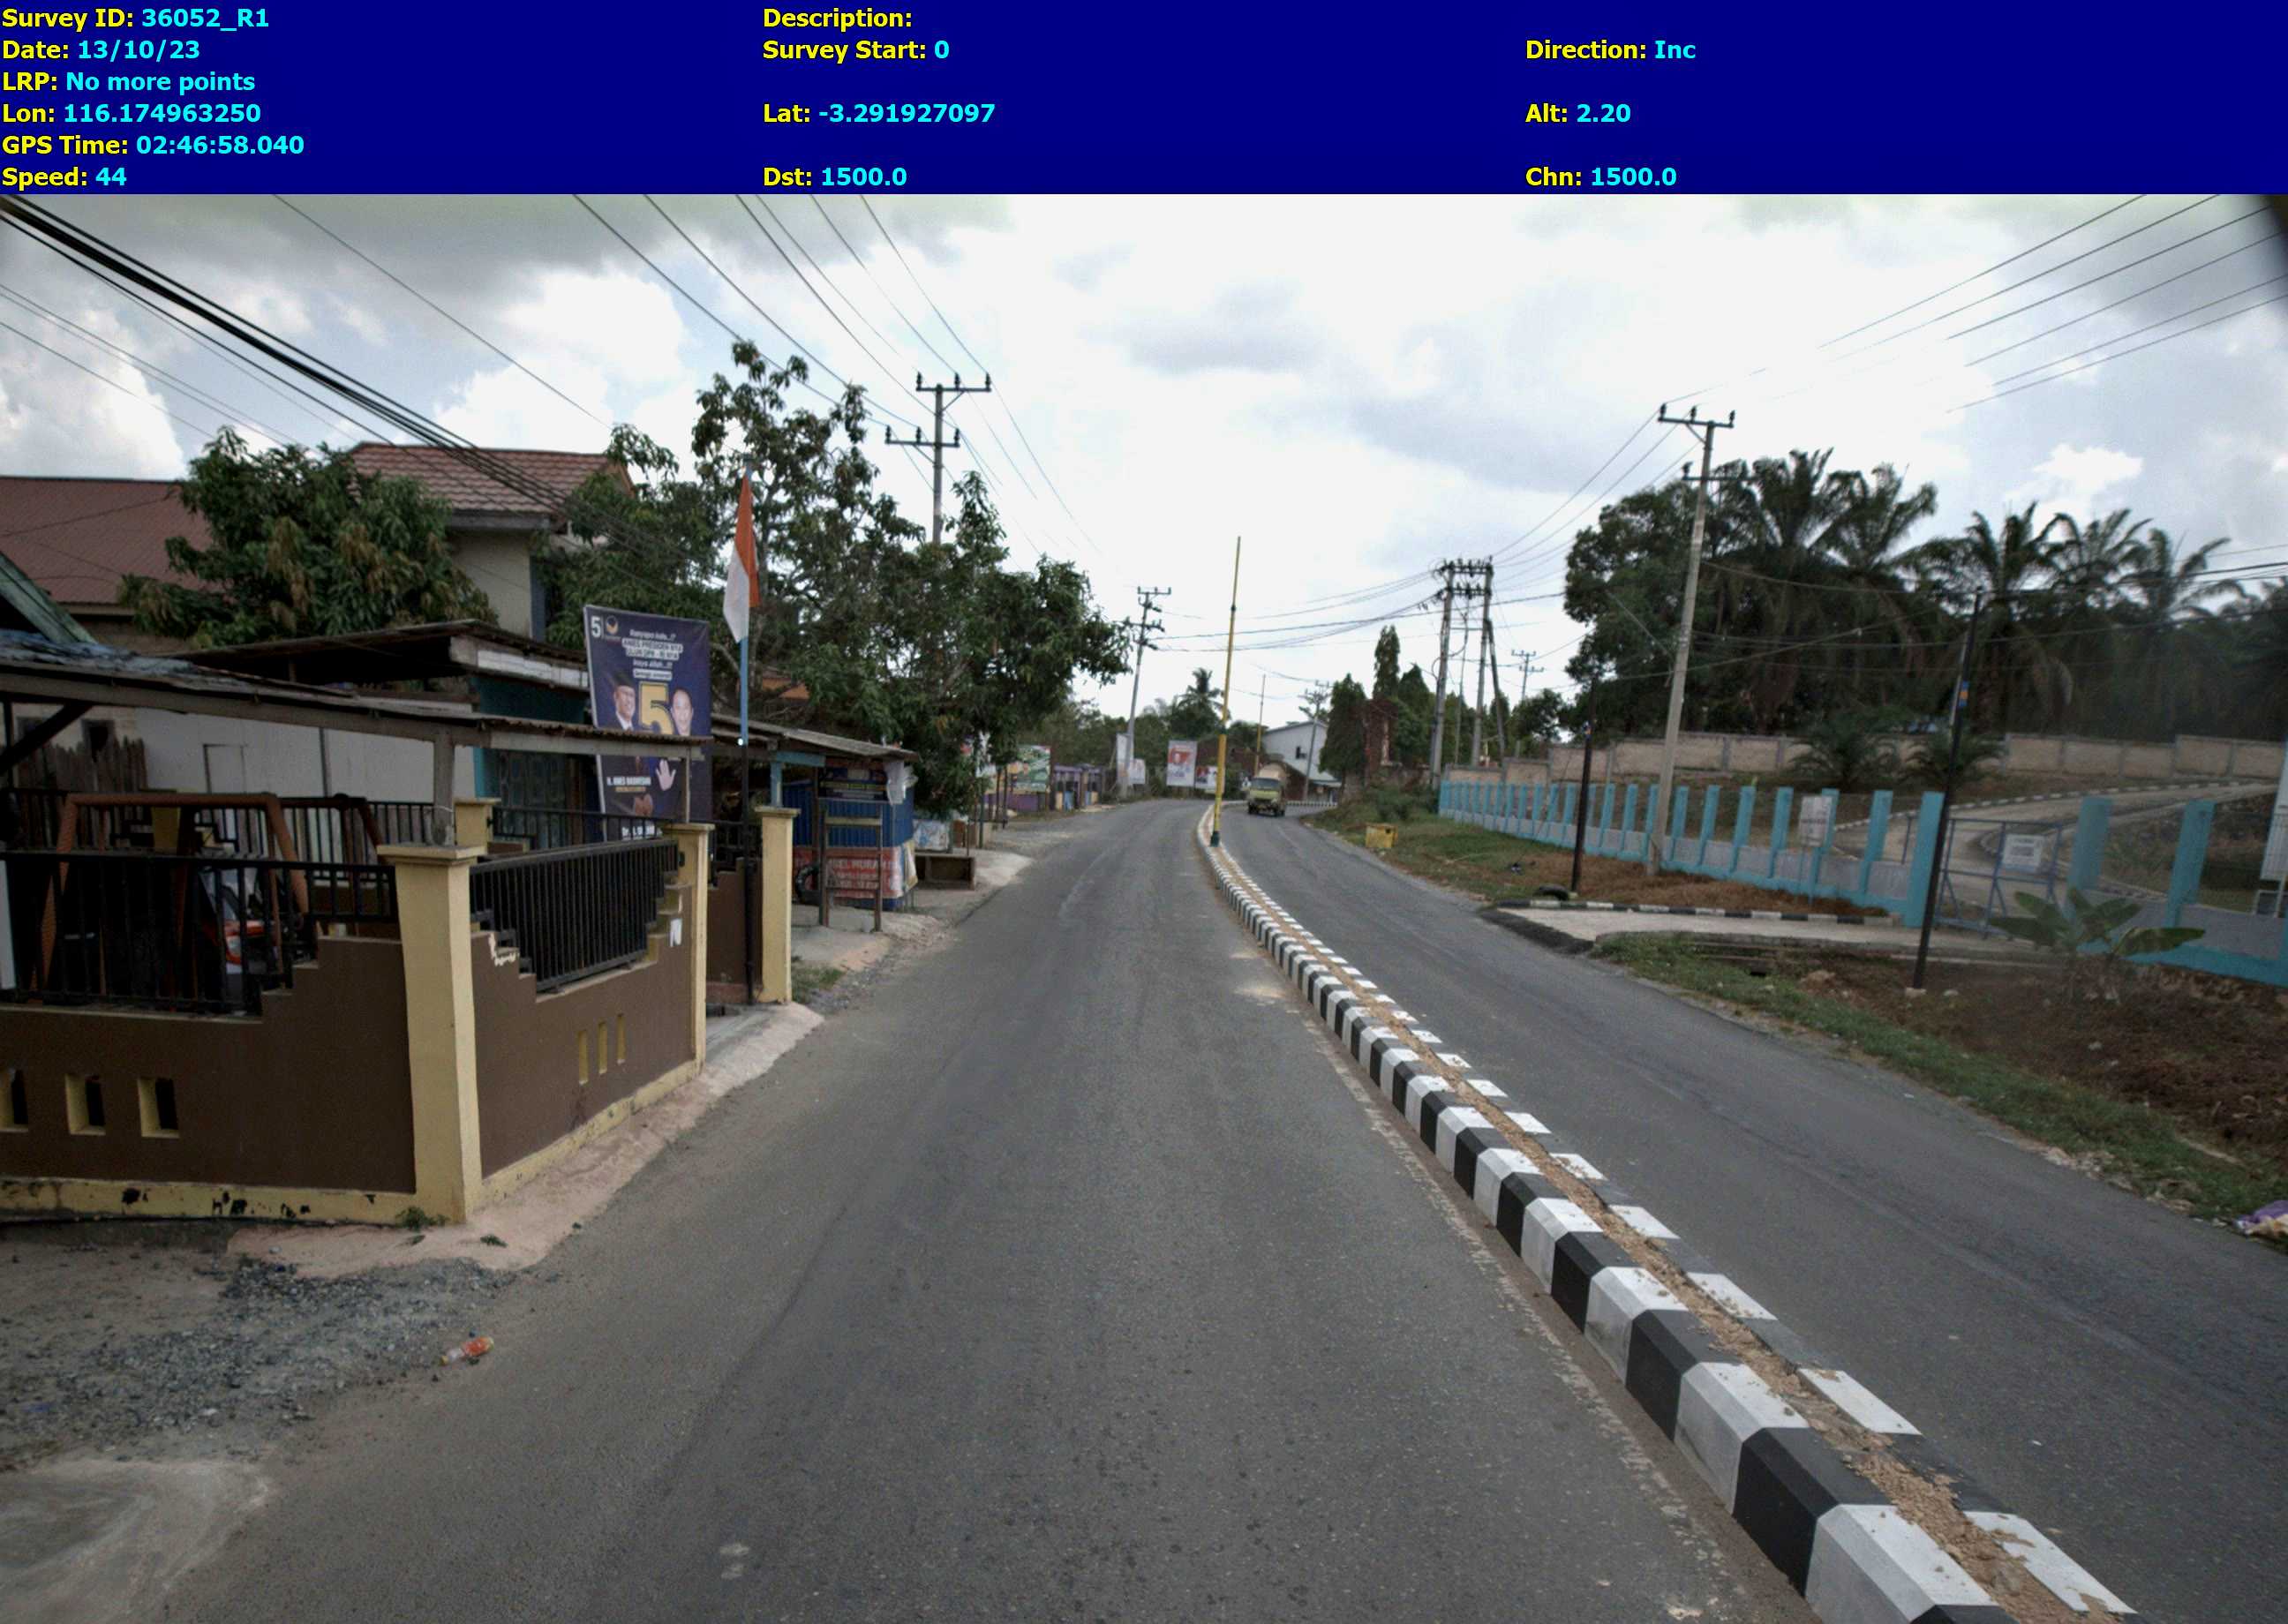 Survey ID: 36052_R1
Description:
Date: 13/10/23
Survey Start: 0
Direction: Inc
LRP: No more points
Lon: 116.174963250
Lat: -3.291927097
Alt: 2.20
GPS Time: 02:46:58.040
Speed: 44
Dst: 1500.0
Chn: 1500.0
5
5